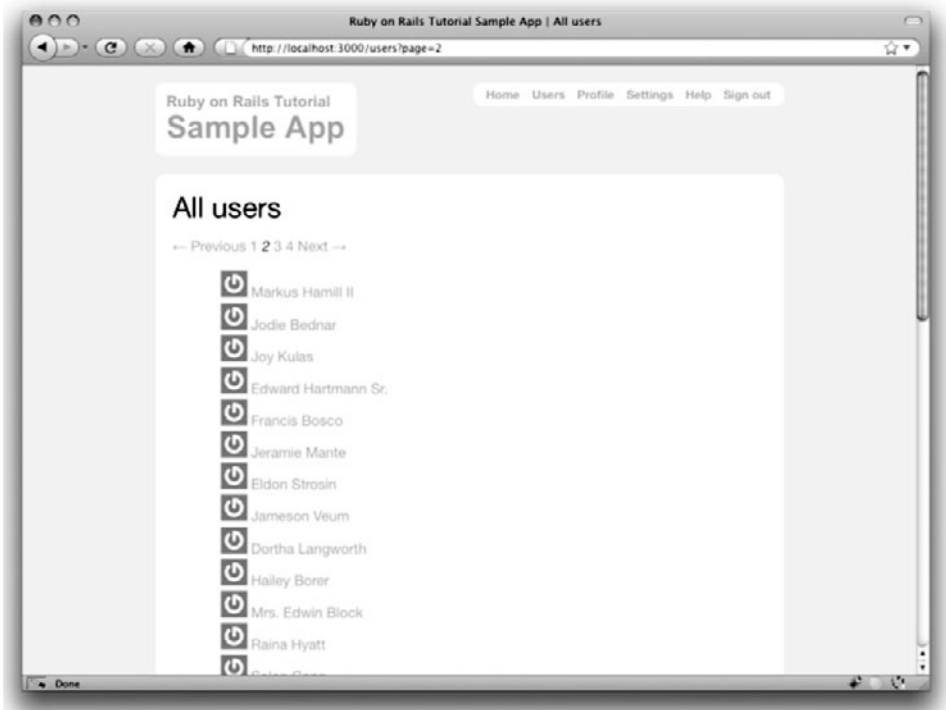 Ruby on Rails Tutorial Sample App | All users
http://localhost:3000/users?page=2
Ruby on Rails Tutorial
Sample App
Home Users Profile Settings Help Sign out
All users
← Previous 1 2 3 4 Next →
Markus Hamill II
Jodie Bednar
Joy Kulas
Edward Hartmann Sr.
Francis Bosco
Jeramie Mante
Eldon Strosin
Jameson Veum
Dortha Langworth
Hailey Borer
Mrs. Edwin Block
Raina Hyatt
Done